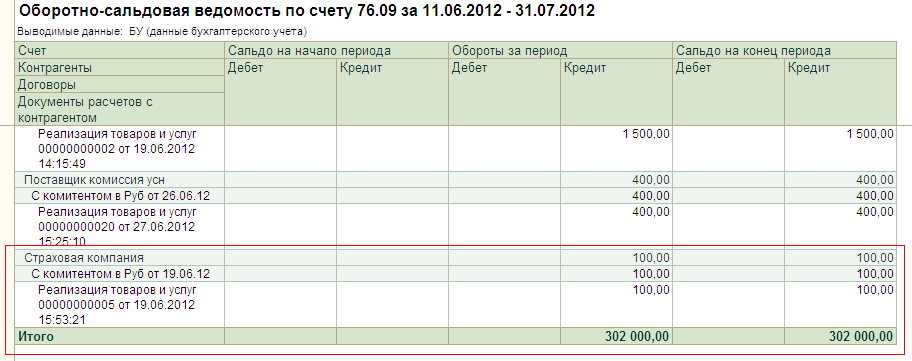 Оборотно-сальдовая ведомость по счету 76.09 за 11.06.2012 - 31.07.2012
Выводимые данные: БУ (данные бухгалтерского учета)
Счет Сальдо на начало периода Обороты за период Сальдо на конец периода
Контрагенты Дебет Кредит Дебет Кредит Дебет Кредит
Договоры
Документы расчетов с
контрагентом
Реализация товаров и услуг 1 500,00 1 500,00
00000000002 от 19.06.2012
14:15:49
Поставщик комиссия усн 400,00 400,00
С комитентом в Руб от 26.06.12 400,00 400,00
Реализация товаров и услуг 400,00 400,00
00000000020 от 27.06.2012
15:25:10
Страховая компания 100,00 100,00
С комитентом в Руб от 19.06.12 100,00 100,00
Реализация товаров и услуг 100,00 100,00
00000000005 от 19.06.2012
15:53:21
Итого 302 000,00 302 000,00